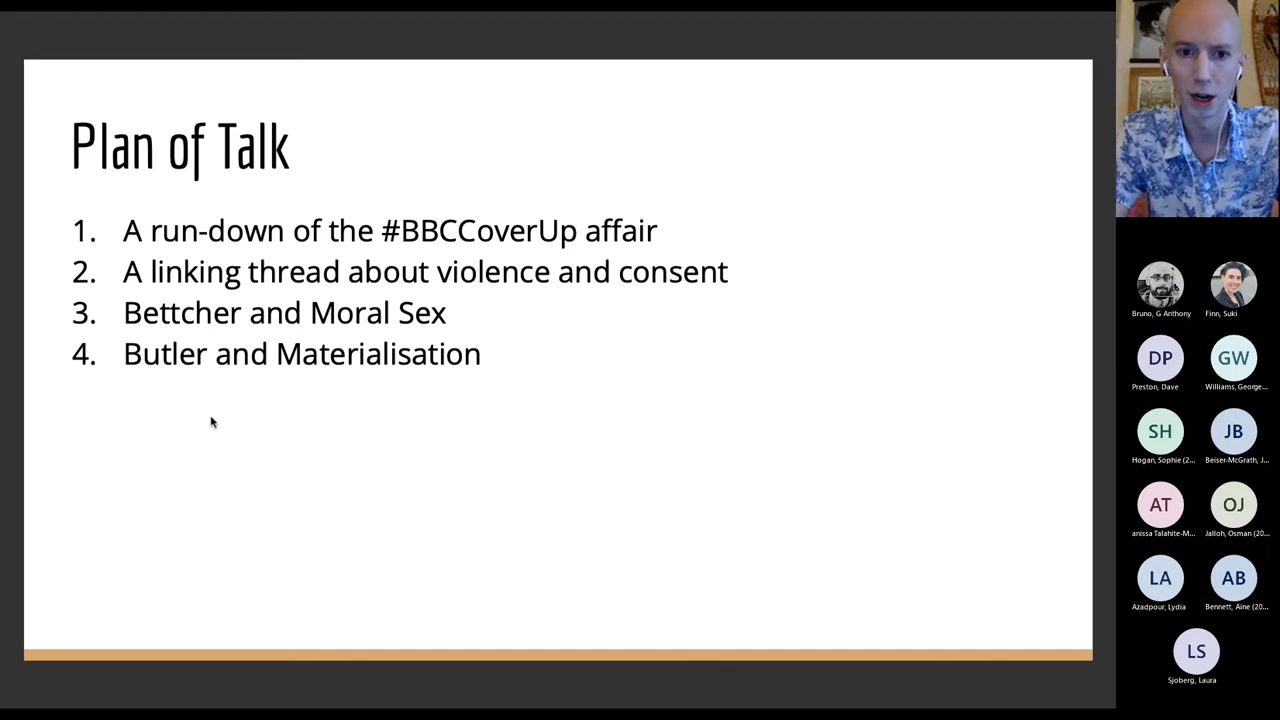 Plan of Talk
1. A run-down of the #BBCCoverUp affair
2. A linking thread about violence and consent
3. Bettcher and Moral Sex
4. Butler and Materialisation
Bruno, G Anthony
Finn, Suki
DP
GW
Preston, Dave
Williams, George...
SH
JB
Hogan, Sophie (2...
Beiser-McGrath, J...
AT
OJ
anissa Talahite-M...
Jalloh, Osman (20...
LA
AB
Azadpour, Lydia
Bennett, Aine (20...
LS
Sjoberg, Laura